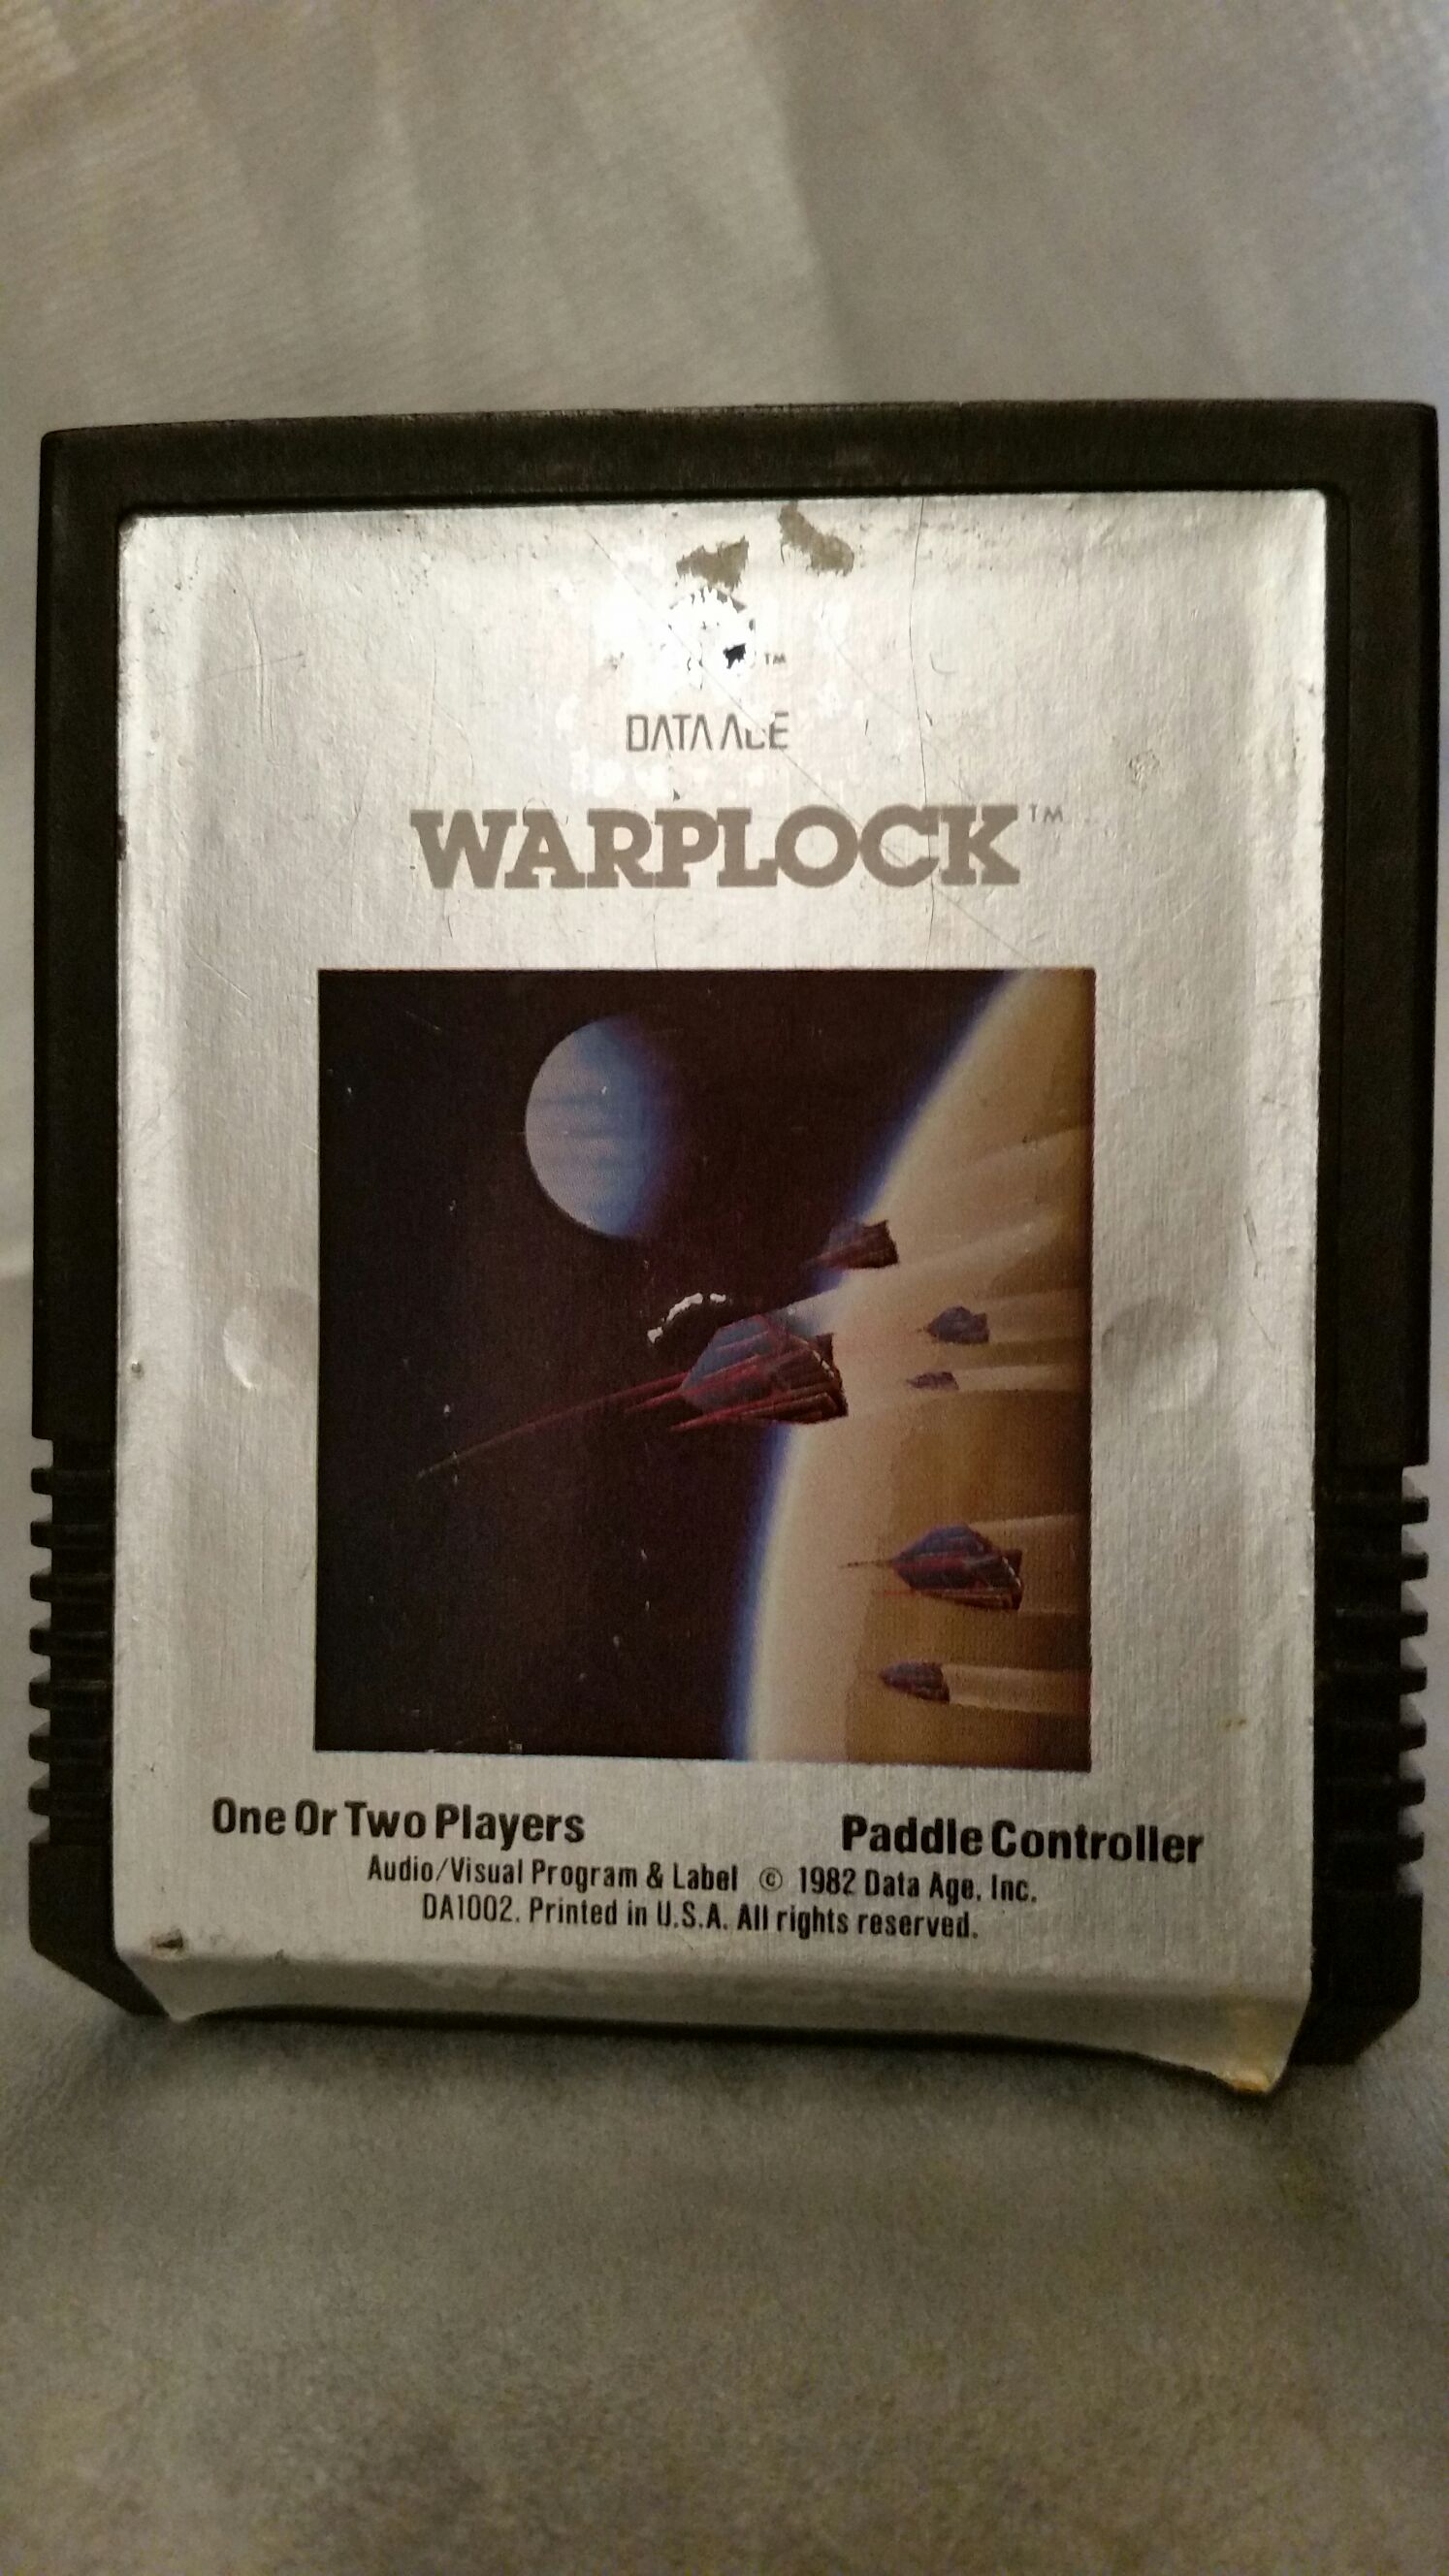 ™
DATA AGE
WARPLOCK™
One Or Two Players
Paddle Controller
Audio/Visual Program & Label © 1982 Data Age, Inc.
DA1002. Printed in U.S.A. All rights reserved.